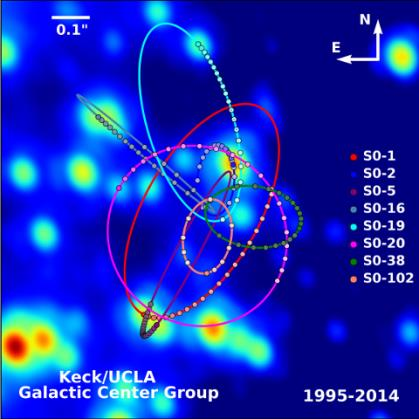 0.1"
N
E
S0-1
S0-2
S0-5
S0-16
S0-19
S0-20
S0-38
S0-102
Keck/UCLA
Galactic Center Group
1995-2014